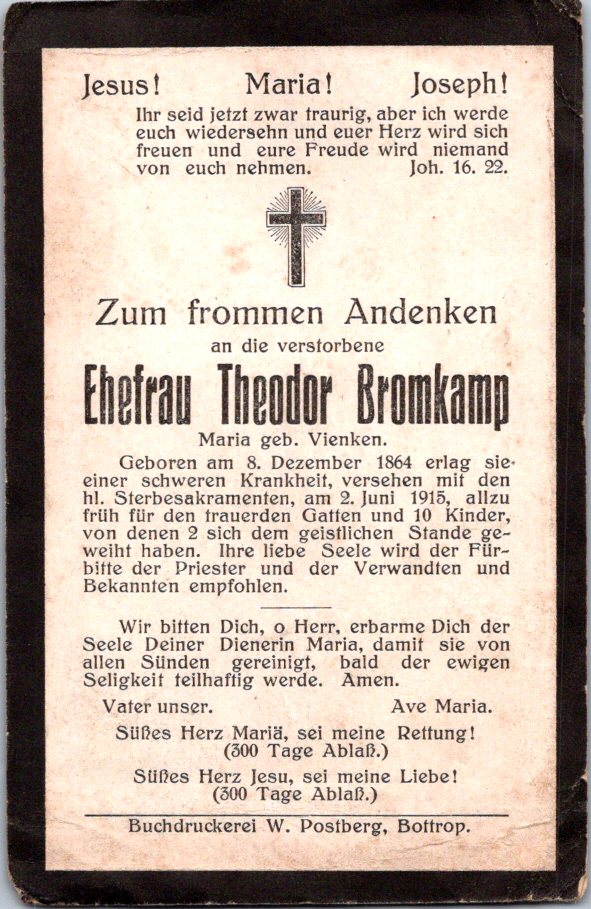 Jesus! Maria! Joseph!
Ihr seid jetzt zwar traurig, aber ich werde
euch wiedersehn und euer Herz wird sich
freuen und eure Freude wird niemand
von euch nehmen. Joh. 16. 22.
Zum frommen Andenken
an die verstorbene
Ehefrau Theodor Bromkamp
Maria geb. Vienken.
Geboren am 8. Dezember 1864 erlag sie
einer schweren Krankheit, versehen mit den
hl. Sterbesakramenten, am 2. Juni 1915, allzu
früh für den trauerden Gatten und 10 Kinder,
von denen 2 sich dem geistlichen Stande ge-
weiht haben. Ihre liebe Seele wird der Für-
bitte der Priester und der Verwandten und
Bekannten empfohlen.
Wir bitten Dich, o Herr, erbarme Dich der
Seele Deiner Dienerin Maria, damit sie von
allen Sünden gereinigt, bald der ewigen
Seligkeit teilhaftig werde. Amen.
Vater unser. Ave Maria.
Süßes Herz Mariä, sei meine Rettung!
(300 Tage Ablaß.)
Süßes Herz Jesu, sei meine Liebe!
(300 Tage Ablaß.)
Buchdruckerei W. Postberg, Bottrop.